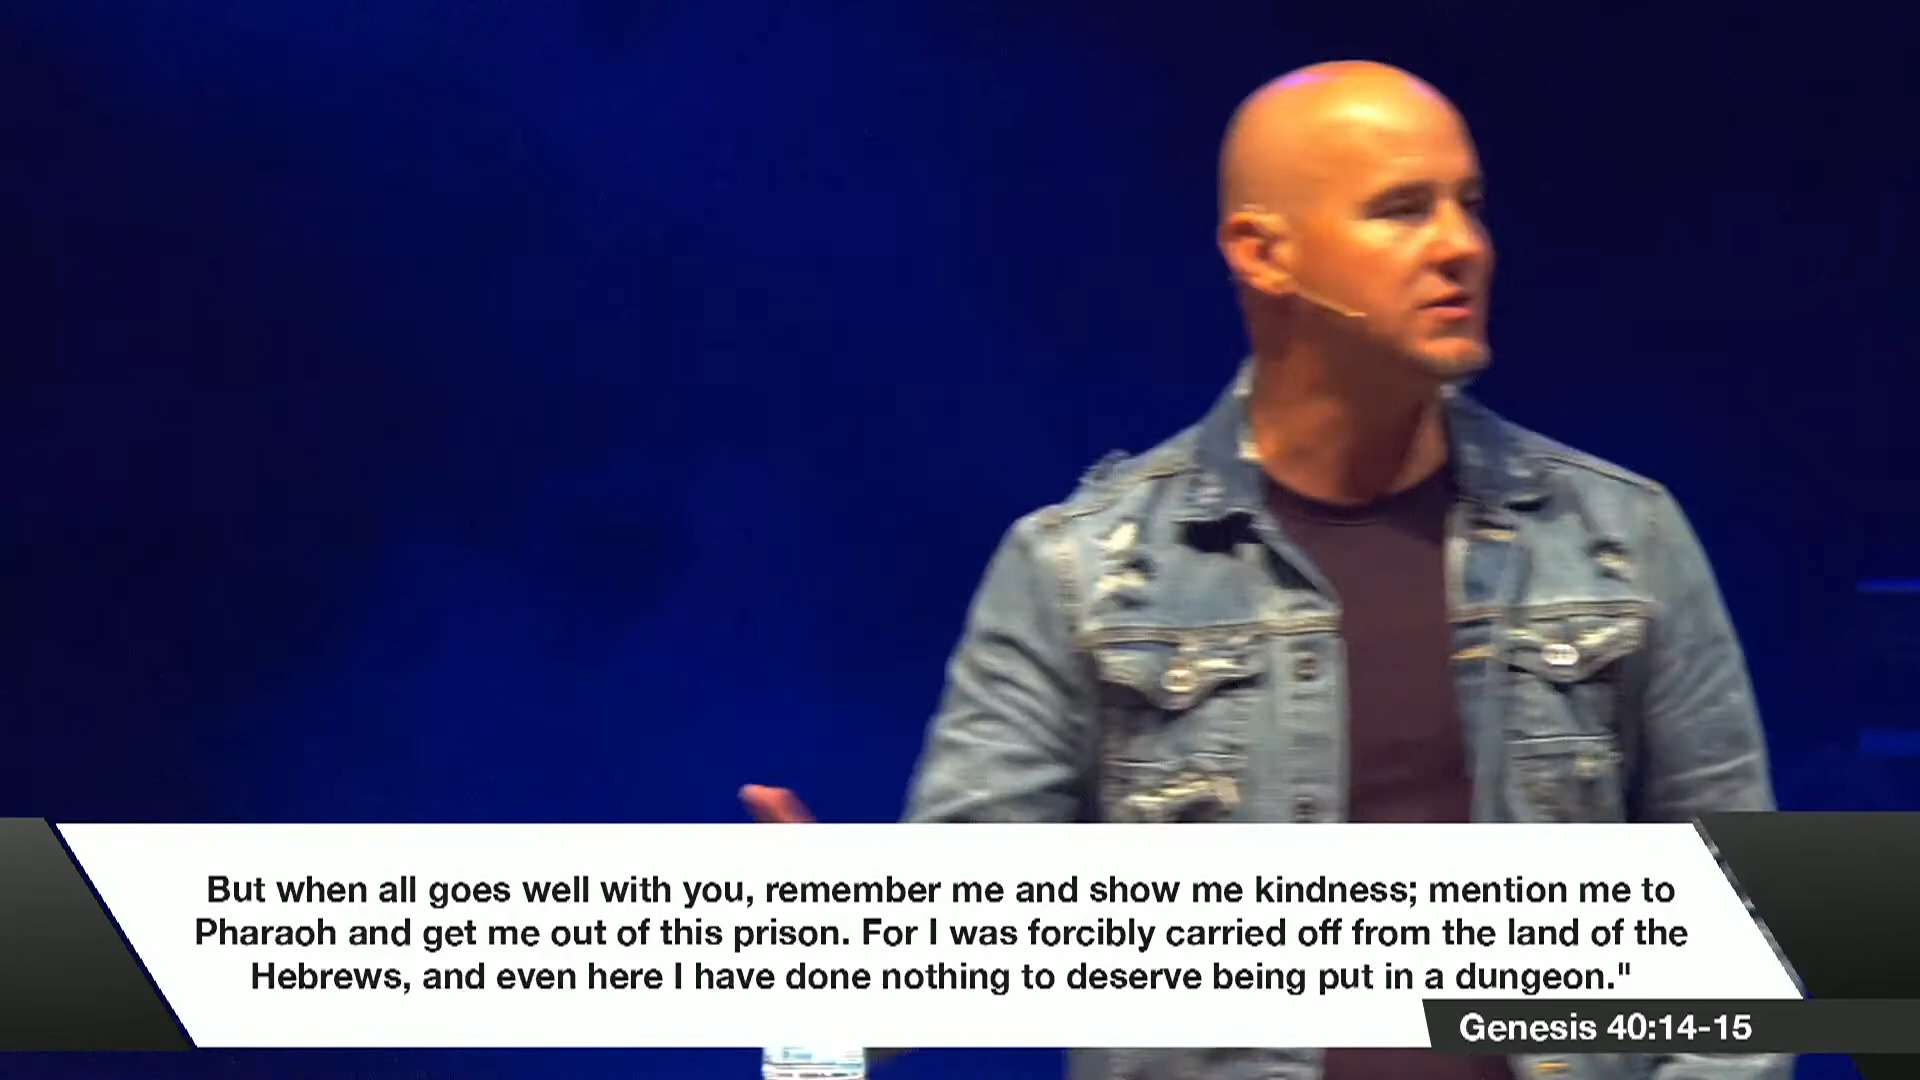 But when all goes well with you, remember me and show me kindness; mention me to
Pharaoh and get me out of this prison. For I was forcibly carried off from the land of the
Hebrews, and even here I have done nothing to deserve being put in a dungeon."
Genesis 40:14-15